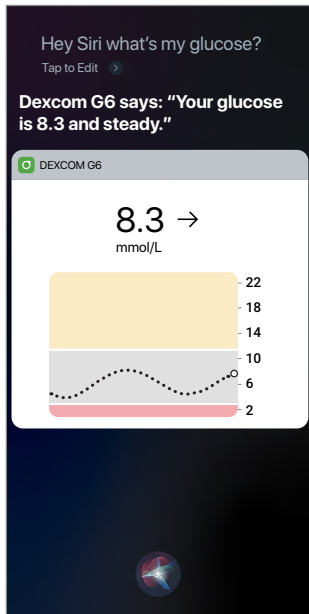 Hey Siri what’s my glucose?
Tap to Edit
Dexcom G6 says: “Your glucose
is 8.3 and steady.”
DEXCOM G6
8.3
mmol/L
22
18
14
10
6
2